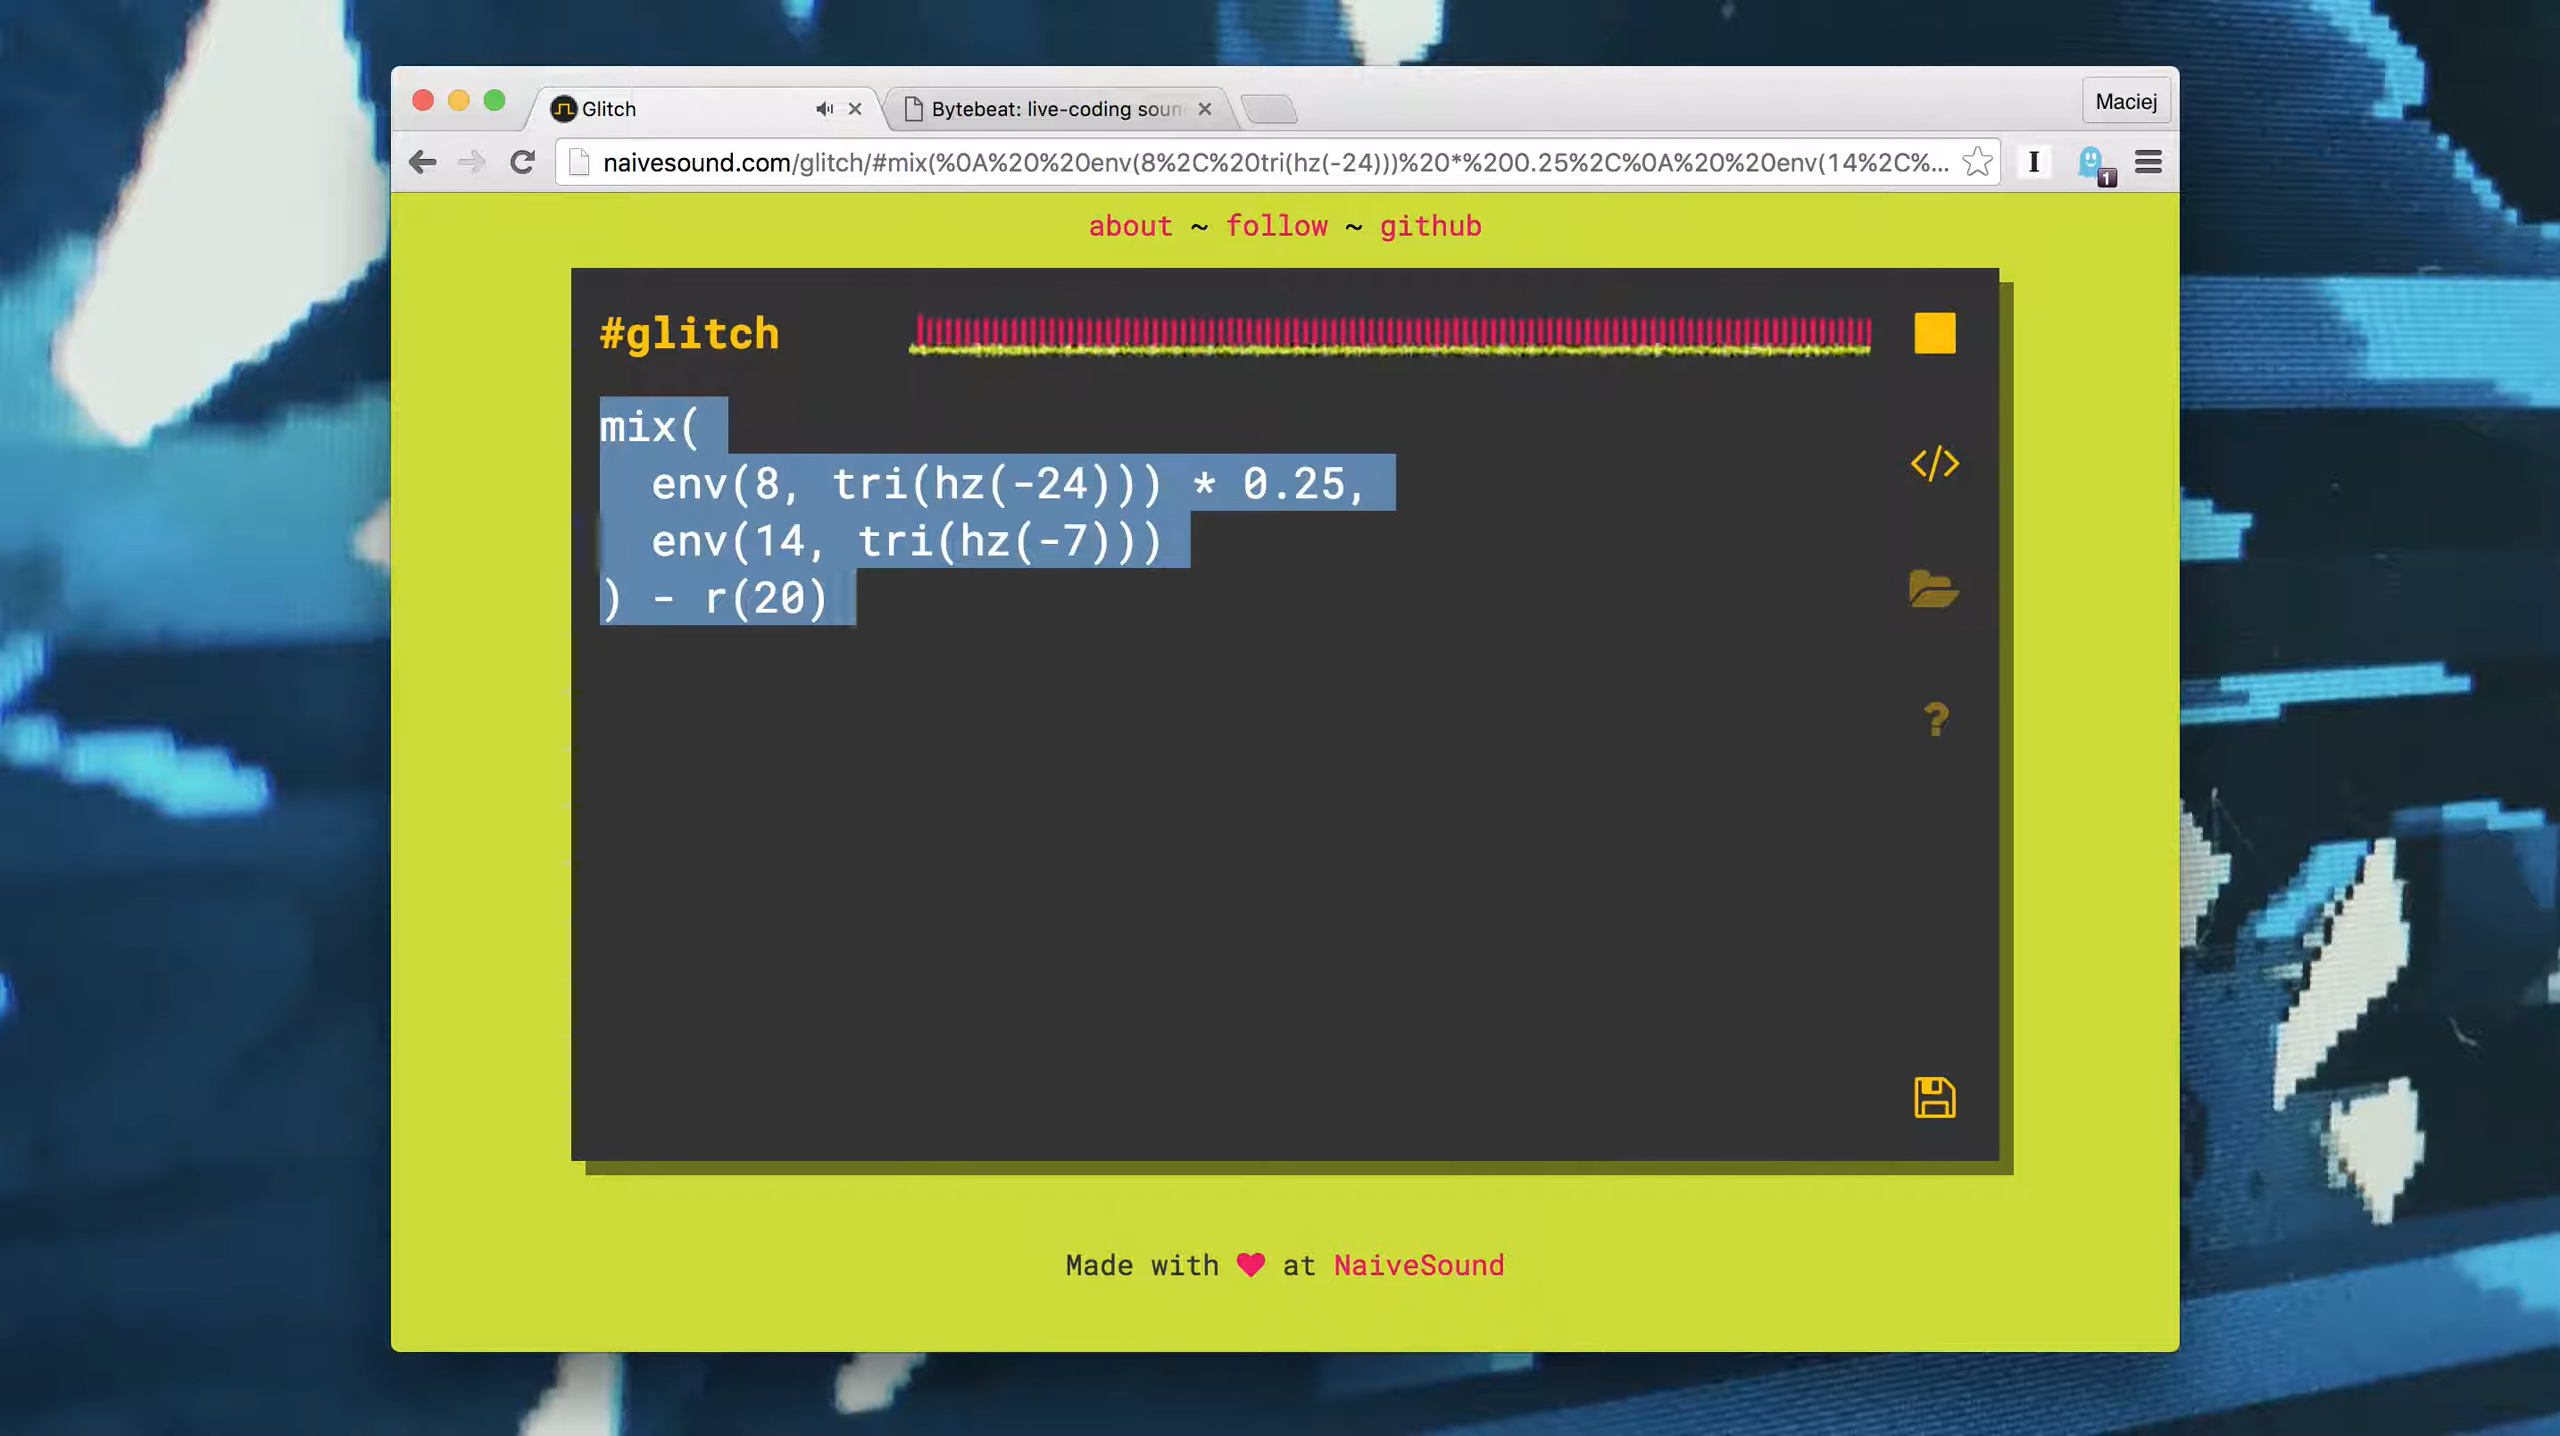 Glitch
Bytebeat: live-coding soun
Maciej
naivesound.com/glitch/#mix(%0A%20%20env(8%2C%20tri(hz(-24)))%20*%200.25%2C%0A%20%20env(14%2C%...
I
1
about ~ follow ~ github
#glitch
mix(
  env(8, tri(hz(-24))) * 0.25,
  env(14, tri(hz(-7)))
) - r(20)
</>
?
Made with ♥ at NaiveSound